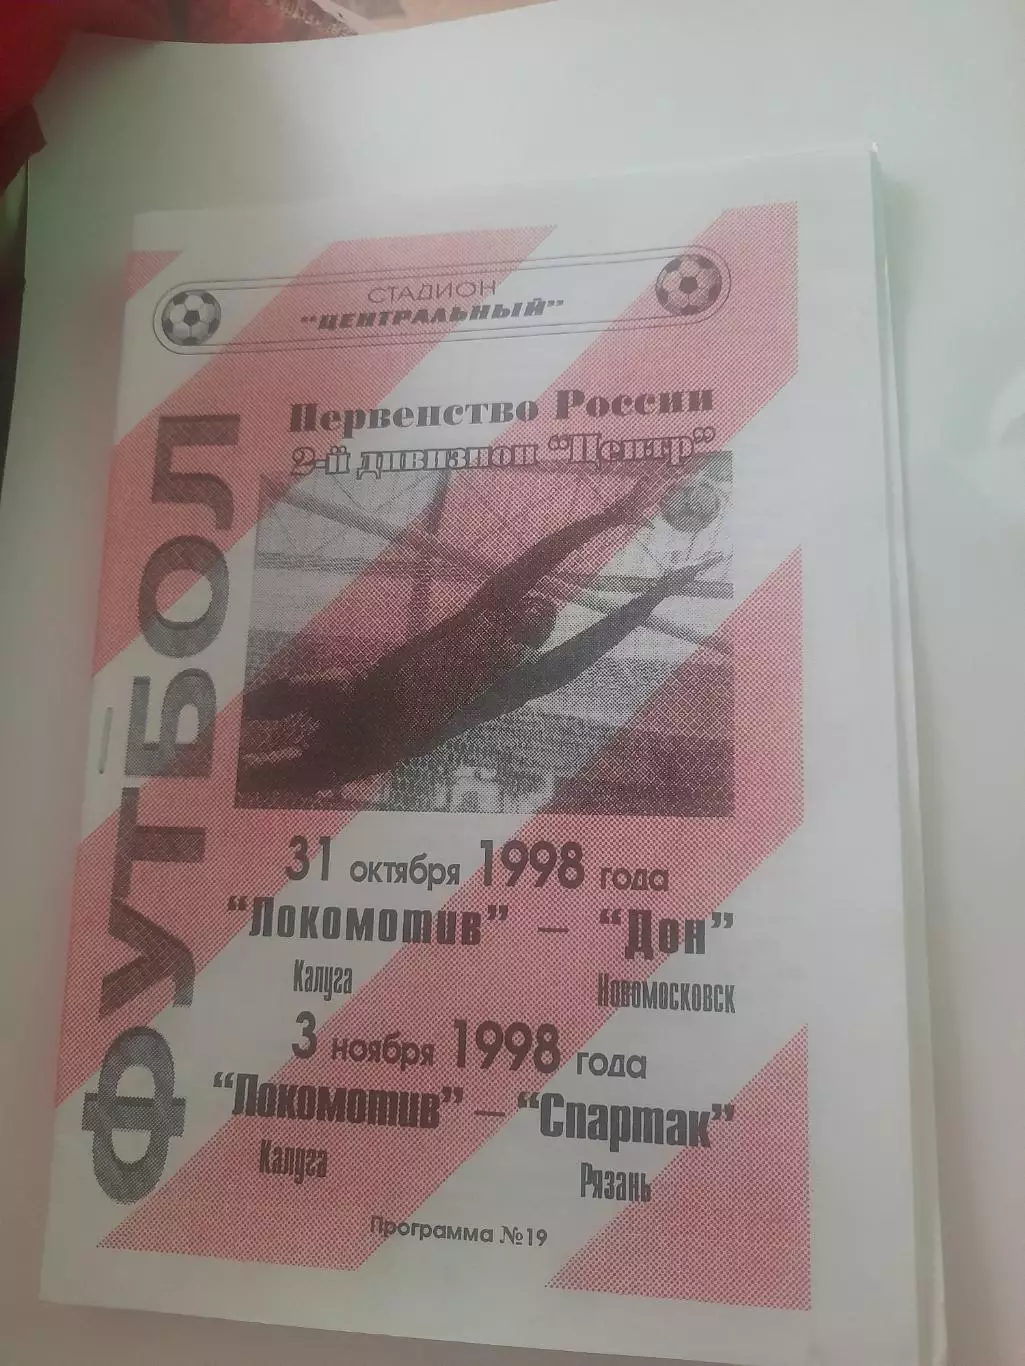 СТАДИОН
"ЦЕНТРАЛЬНЫЙ"
Первенство России
2-й дивизион "Центр"
ФУТБОЛ
31 октября 1998 года
"Локомотив" – "Дон"
Калуга Новомосковск
3 ноября 1998 года
"Локомотив" – "Спартак"
Калуга Рязань
Программа №19